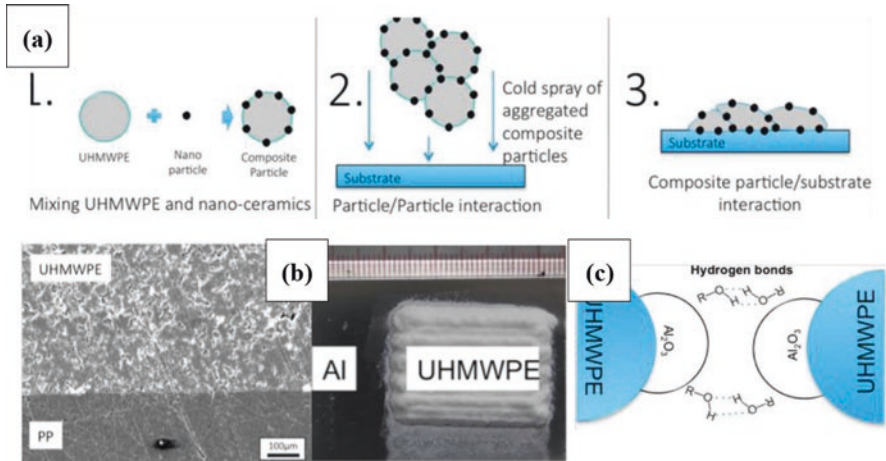 (a)
1.
UHMWPE
Nano
particle
Composite
Particle
Mixing UHMWPE and nano-ceramics
2.
Cold spray of
aggregated
composite
particles
Substrate
Particle/Particle interaction
3.
Substrate
Composite particle/substrate
interaction
UHMWPE
PP
100μm
(b)
Al
UHMWPE
(c)
Hydrogen bonds
UHMWPE
Al₂O₃
R O H H O R
H H
Al₂O₃
UHMWPE
R O H H O R
H H